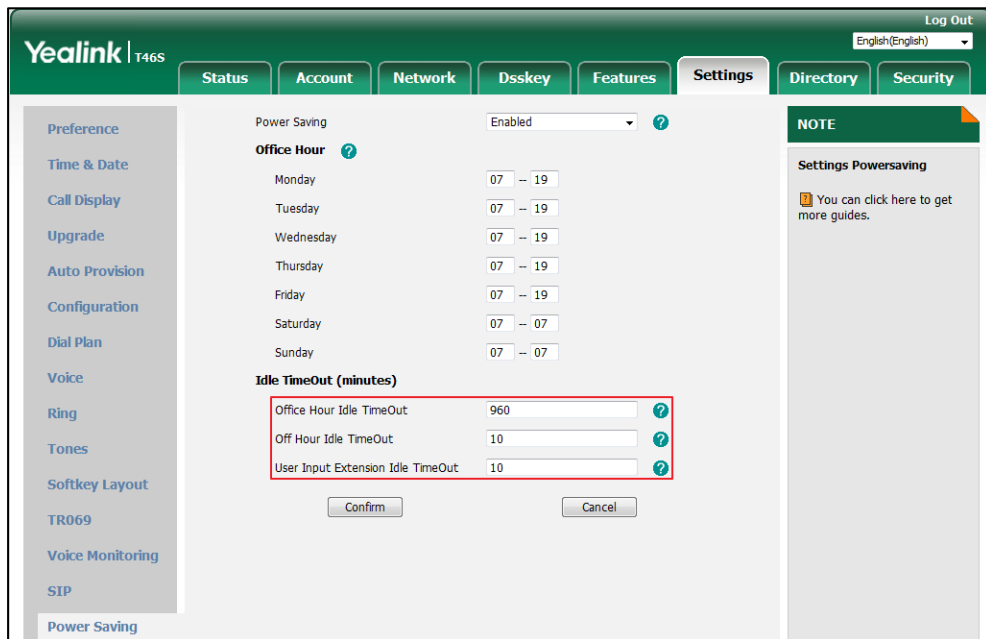 Log Out
Yealink | T46S
English(English)
Status Account Network Dsskey Features Settings Directory Security
Preference
Time & Date
Call Display
Upgrade
Auto Provision
Configuration
Dial Plan
Voice
Ring
Tones
Softkey Layout
TR069
Voice Monitoring
SIP
Power Saving
Power Saving Enabled ?
Office Hour ?
Monday 07 -- 19
Tuesday 07 -- 19
Wednesday 07 -- 19
Thursday 07 -- 19
Friday 07 -- 19
Saturday 07 -- 07
Sunday 07 -- 07
Idle TimeOut (minutes)
Office Hour Idle TimeOut 960 ?
Off Hour Idle TimeOut 10 ?
User Input Extension Idle TimeOut 10 ?
Confirm Cancel
NOTE
Settings Powersaving
? You can click here to get
more guides.